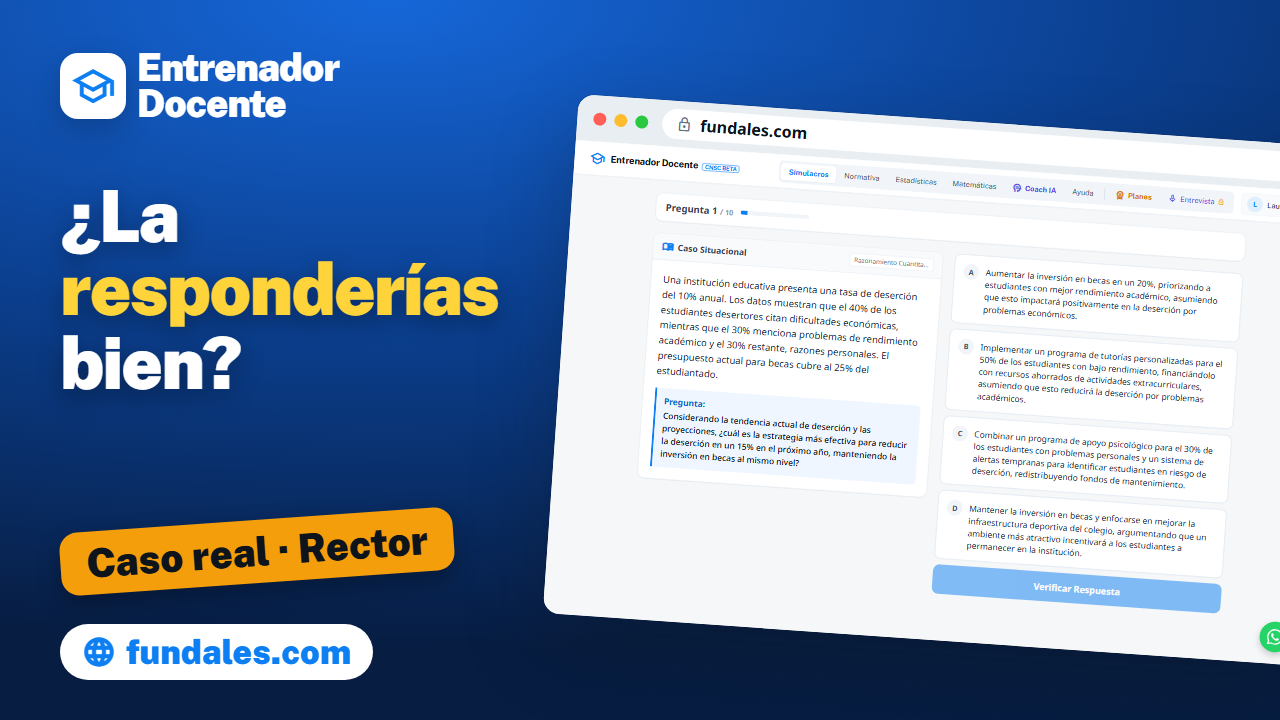 Entrenador
Docente
¿La
responderías
bien?
Caso real · Rector
fundales.com
fundales.com
Entrenador Docente CNSC BETA
Simulacros Normativa Estadísticas Matemáticas Coach IA Ayuda Planes Entrevista
L Lau
Pregunta 1 / 10
Caso Situacional
Razonamiento Cuantita...
Una institución educativa presenta una tasa de deserción
del 10% anual. Los datos muestran que el 40% de los
estudiantes desertores citan dificultades económicas,
mientras que el 30% menciona problemas de rendimiento
académico y el 30% restante, razones personales. El
presupuesto actual para becas cubre al 25% del
estudiantado.
Pregunta:
Considerando la tendencia actual de deserción y las
proyecciones, ¿cuál es la estrategia más efectiva para reducir
la deserción en un 15% en el próximo año, manteniendo la
inversión en becas al mismo nivel?
A Aumentar la inversión en becas en un 20%, priorizando a
estudiantes con mejor rendimiento académico, asumiendo
que esto impactará positivamente en la deserción por
problemas económicos.
B Implementar un programa de tutorías personalizadas para el
50% de los estudiantes con bajo rendimiento, financiándolo
con recursos ahorrados de actividades extracurriculares,
asumiendo que esto reducirá la deserción por problemas
académicos.
C Combinar un programa de apoyo psicológico para el 30% de
los estudiantes con problemas personales y un sistema de
alertas tempranas para identificar estudiantes en riesgo de
deserción, redistribuyendo fondos de mantenimiento.
D Mantener la inversión en becas y enfocarse en mejorar la
infraestructura deportiva del colegio, argumentando que un
ambiente más atractivo incentivará a los estudiantes a
permanecer en la institución.
Verificar Respuesta